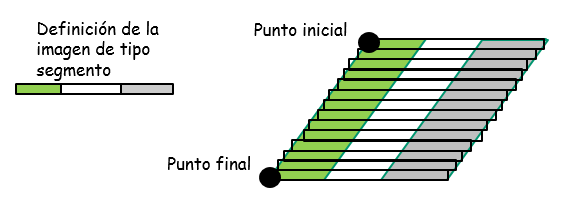 Definición de la
imagen de tipo
segmento
Punto inicial
Punto final